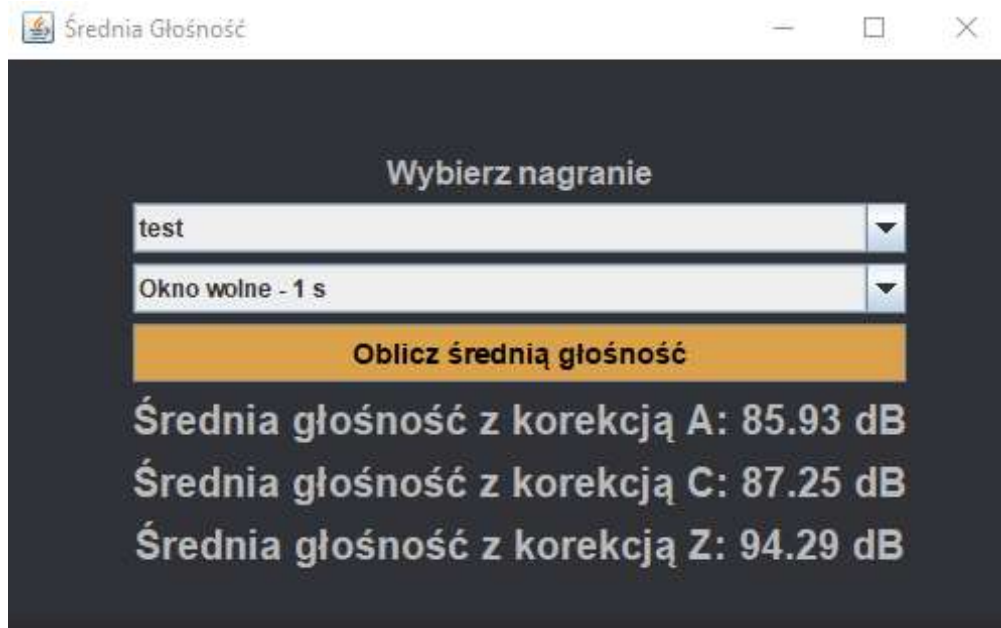 Średnia Głośność
Wybierz nagranie
test
Okno wolne - 1 s
Oblicz średnią głośność
Średnia głośność z korekcją A: 85.93 dB
Średnia głośność z korekcją C: 87.25 dB
Średnia głośność z korekcją Z: 94.29 dB